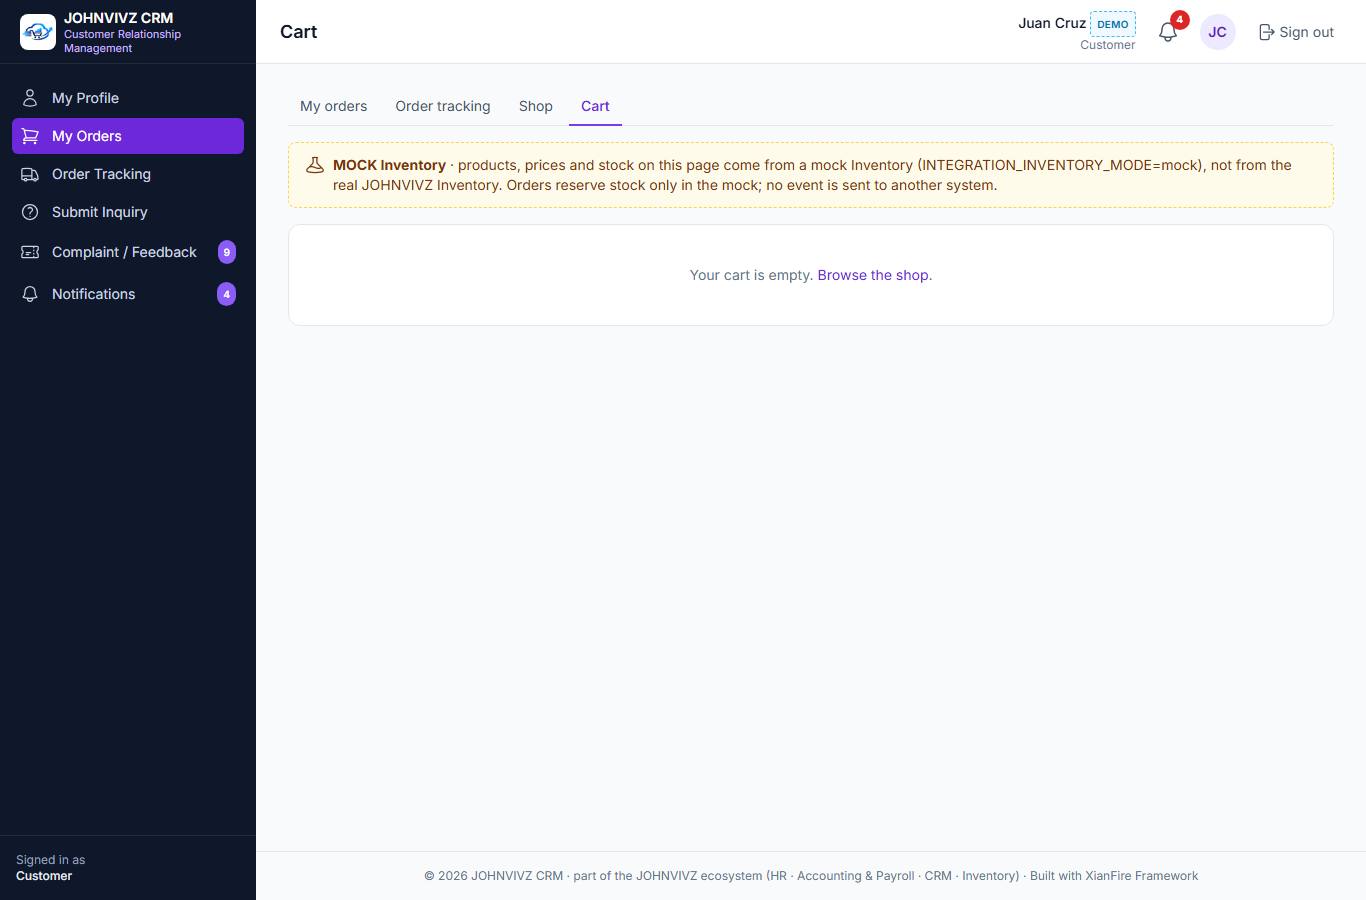 JOHNVIVZ CRM
Customer Relationship
Management
My Profile
My Orders
Order Tracking
Submit Inquiry
Complaint / Feedback
9
Notifications
4
Signed in as
Customer
Cart
Juan Cruz
DEMO
Customer
4
JC
Sign out
My orders
Order tracking
Shop
Cart
MOCK Inventory · products, prices and stock on this page come from a mock Inventory (INTEGRATION_INVENTORY_MODE=mock), not from the
real JOHNVIVZ Inventory. Orders reserve stock only in the mock; no event is sent to another system.
Your cart is empty. Browse the shop.
© 2026 JOHNVIVZ CRM · part of the JOHNVIVZ ecosystem (HR · Accounting & Payroll · CRM · Inventory) · Built with XianFire Framework